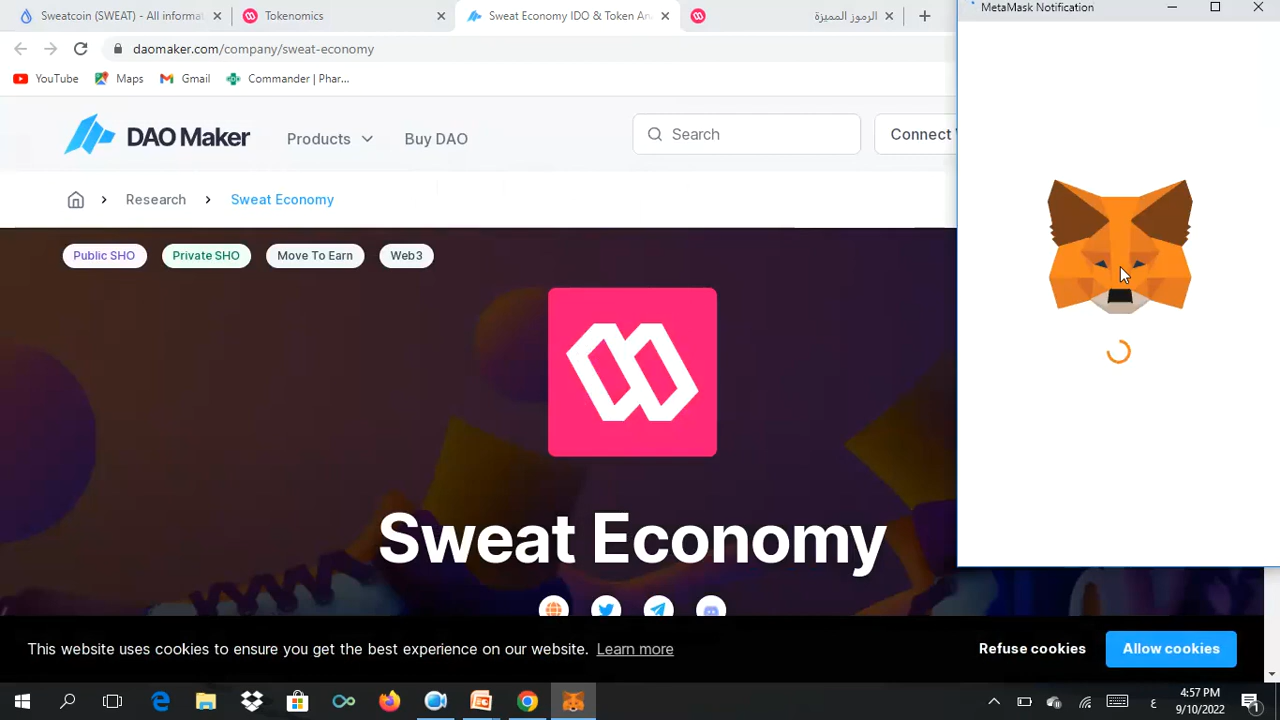 Sweatcoin (SWEAT) - All informat
Tokenomics
Sweat Economy IDO & Token An
الرموز المميزة
MetaMask Notification
daomaker.com/company/sweat-economy
YouTube
Maps
Gmail
Commander | Phar...
DAO Maker
Products
Buy DAO
Search
Connect
Research
Sweat Economy
Public SHO
Private SHO
Move To Earn
Web3
Sweat Economy
This website uses cookies to ensure you get the best experience on our website. Learn more
Refuse cookies
Allow cookies
ع
4:57 PM
9/10/2022
1